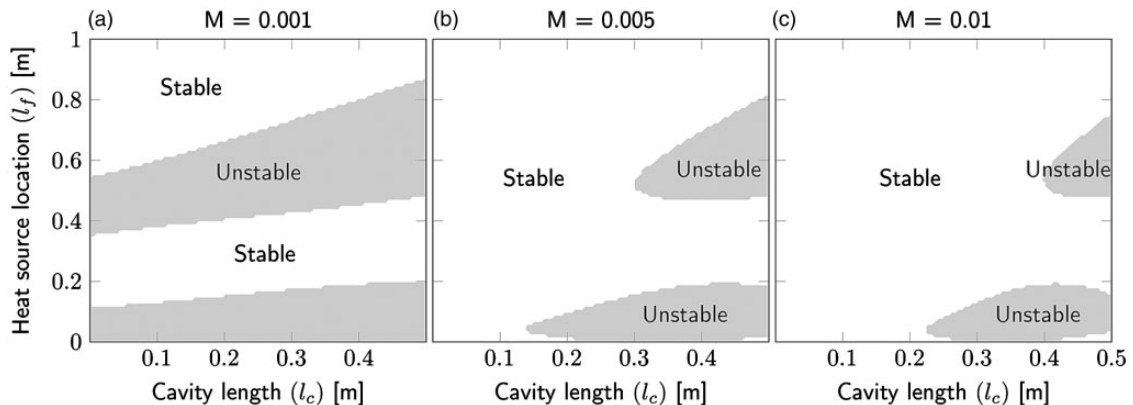 (a) M = 0.001 (b) M = 0.005 (c) M = 0.01
Heat source location (l_f) [m]
1
0.8
0.6
0.4
0.2
0
Stable
Unstable
Stable
Stable
Unstable
Unstable
Stable
Unstable
Unstable
0.1 0.2 0.3 0.4 0.1 0.2 0.3 0.4 0.1 0.2 0.3 0.4 0.5
Cavity length (l_c) [m] Cavity length (l_c) [m] Cavity length (l_c) [m]